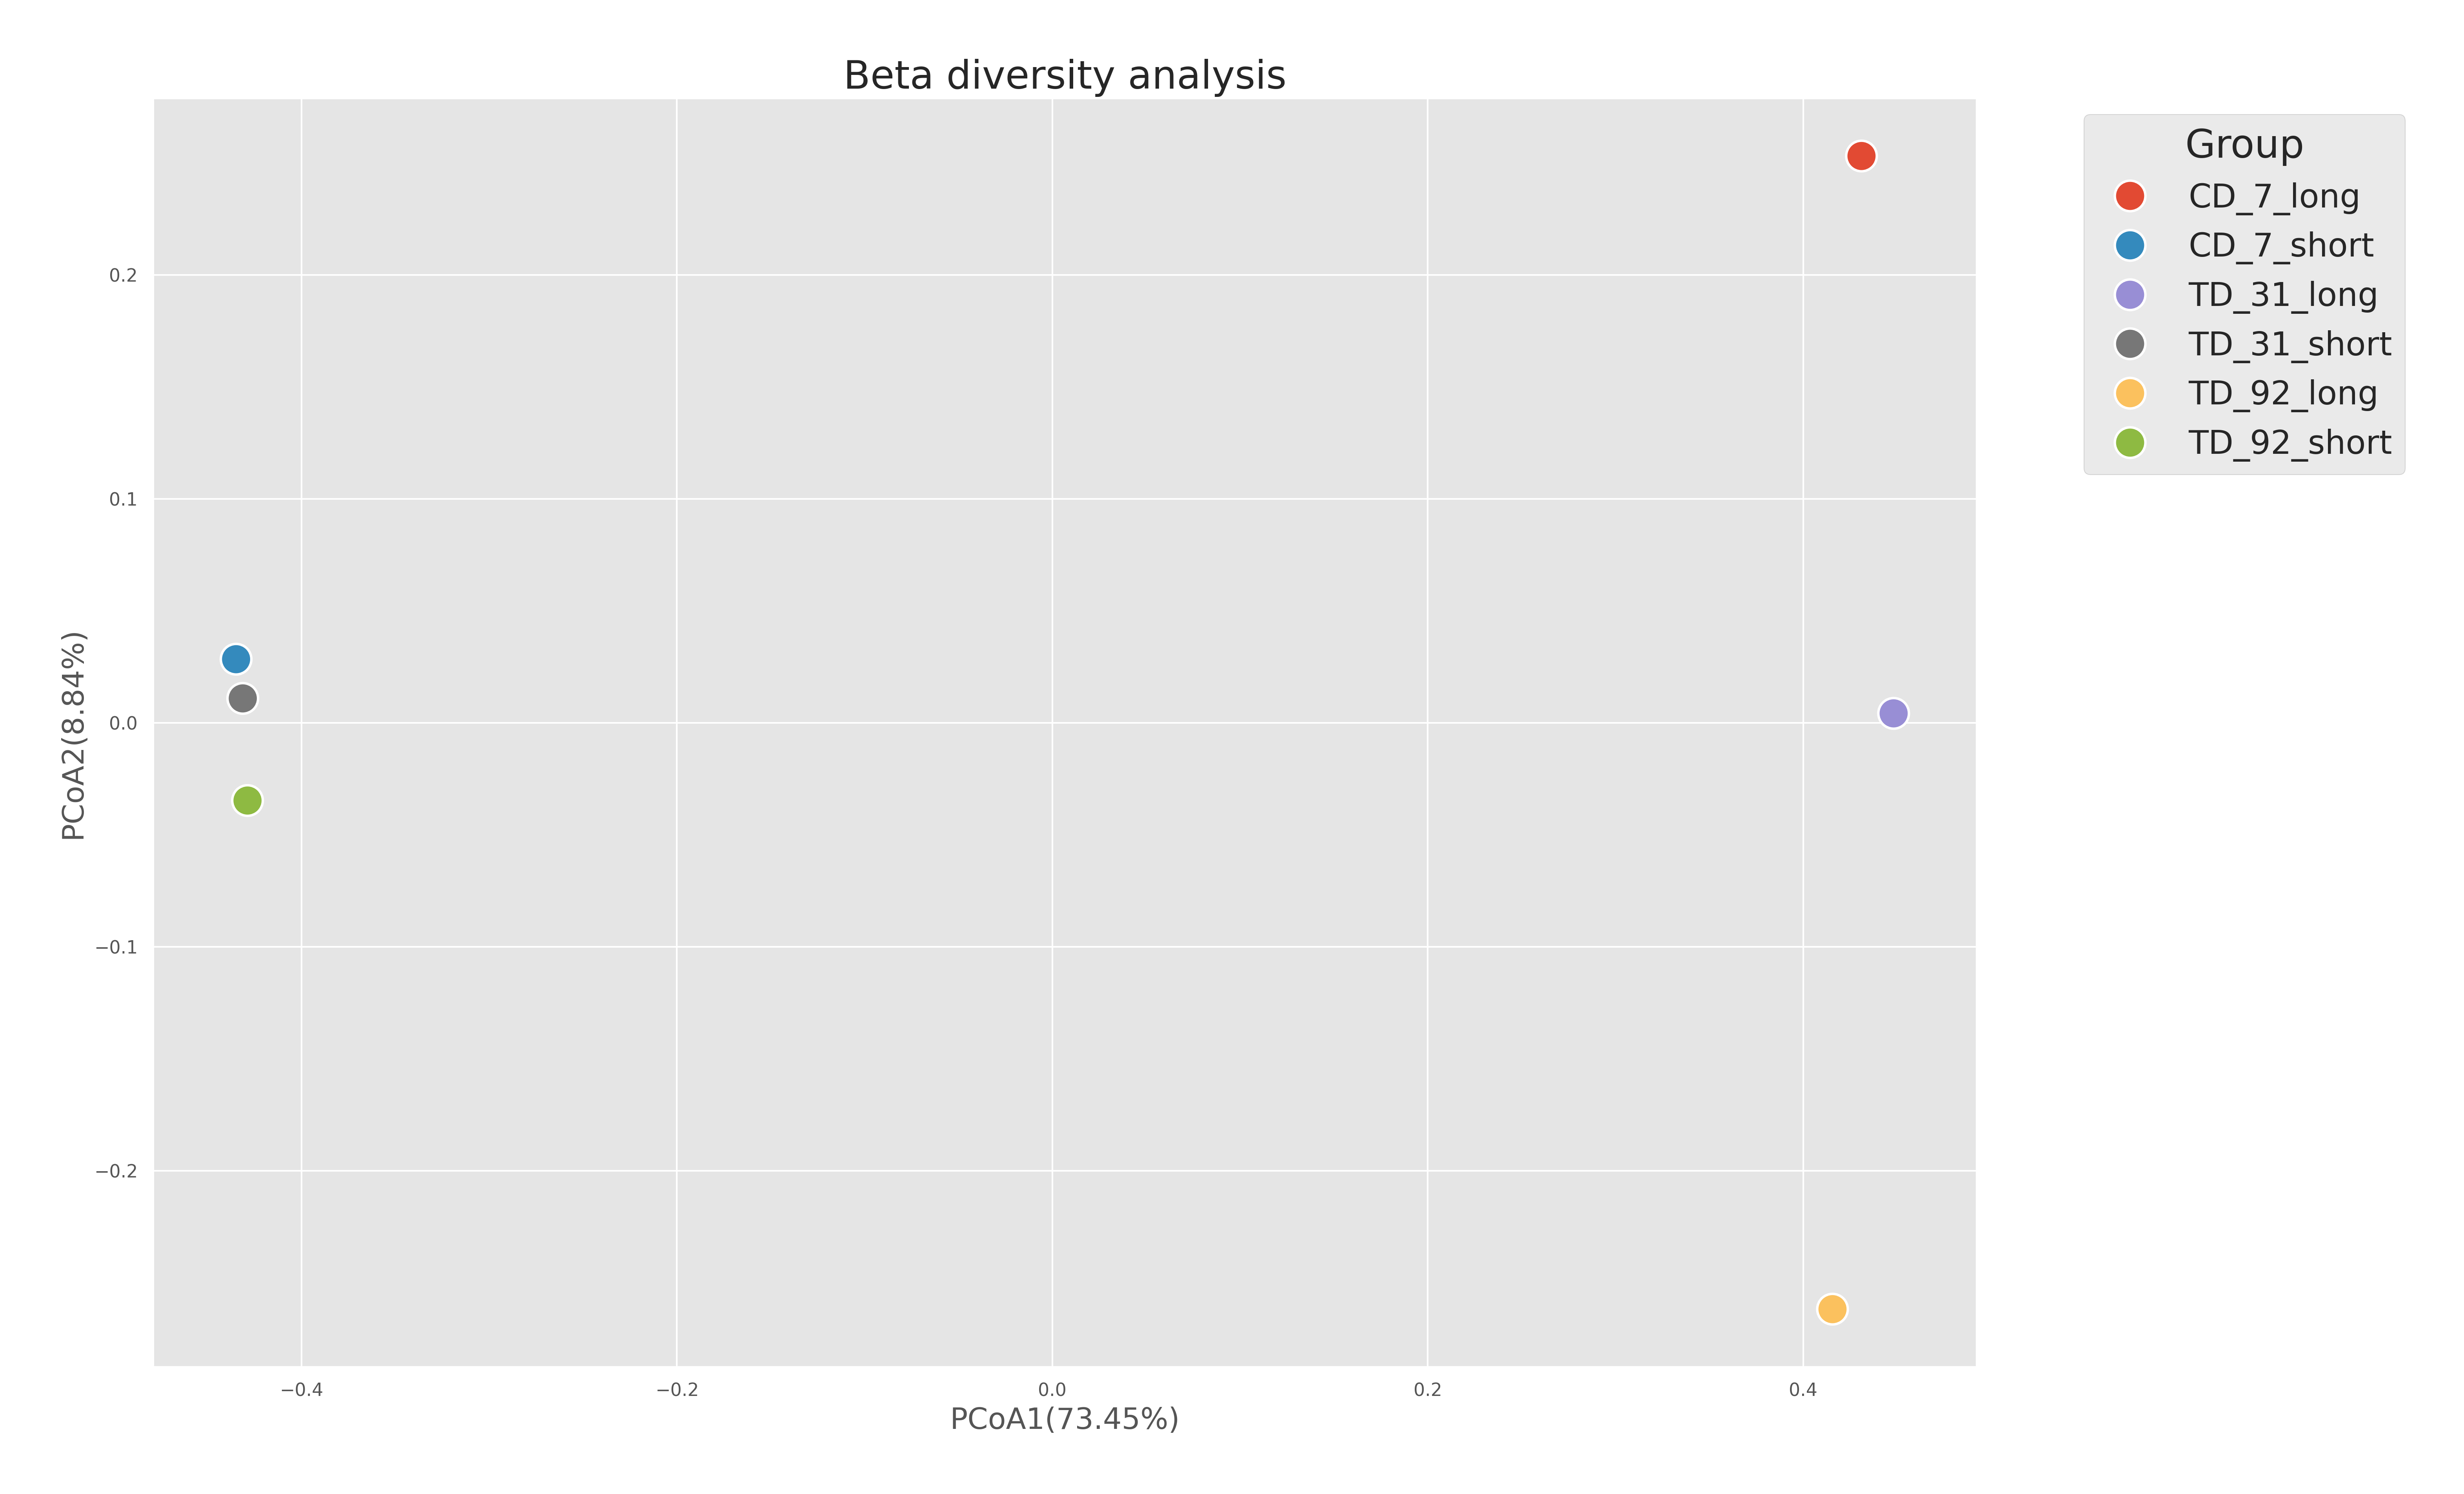 Beta diversity analysis
Group
CD_7_long
CD_7_short
TD_31_long
TD_31_short
TD_92_long
TD_92_short
PCoA2(8.84%)
0.2
0.1
0.0
−0.1
−0.2
−0.4
−0.2
0.0
0.2
0.4
PCoA1(73.45%)